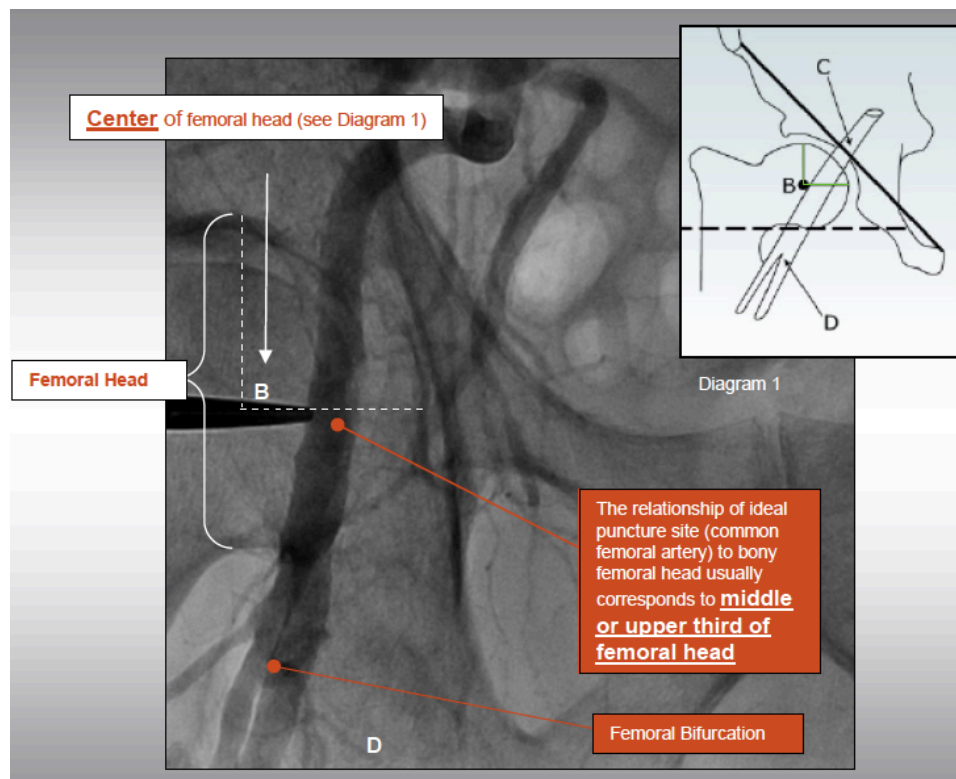 Center of femoral head (see Diagram 1)
C
B
D
Diagram 1
Femoral Head
B
The relationship of ideal
puncture site (common
femoral artery) to bony
femoral head usually
corresponds to middle
or upper third of
femoral head
Femoral Bifurcation
D